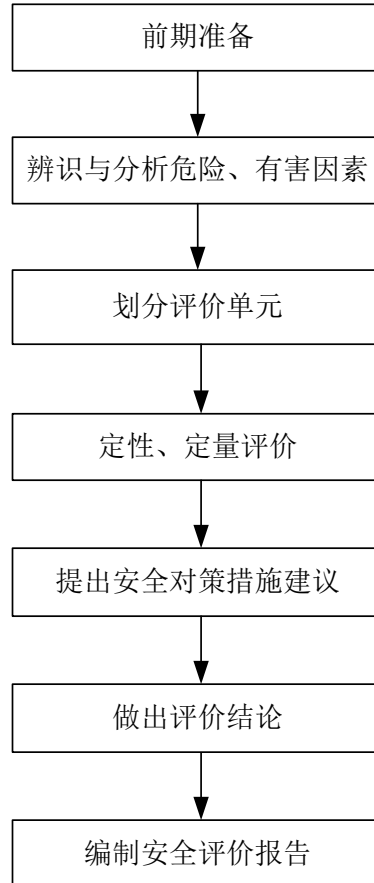 前期准备
辨识与分析危险、有害因素
划分评价单元
定性、定量评价
提出安全对策措施建议
做出评价结论
编制安全评价报告